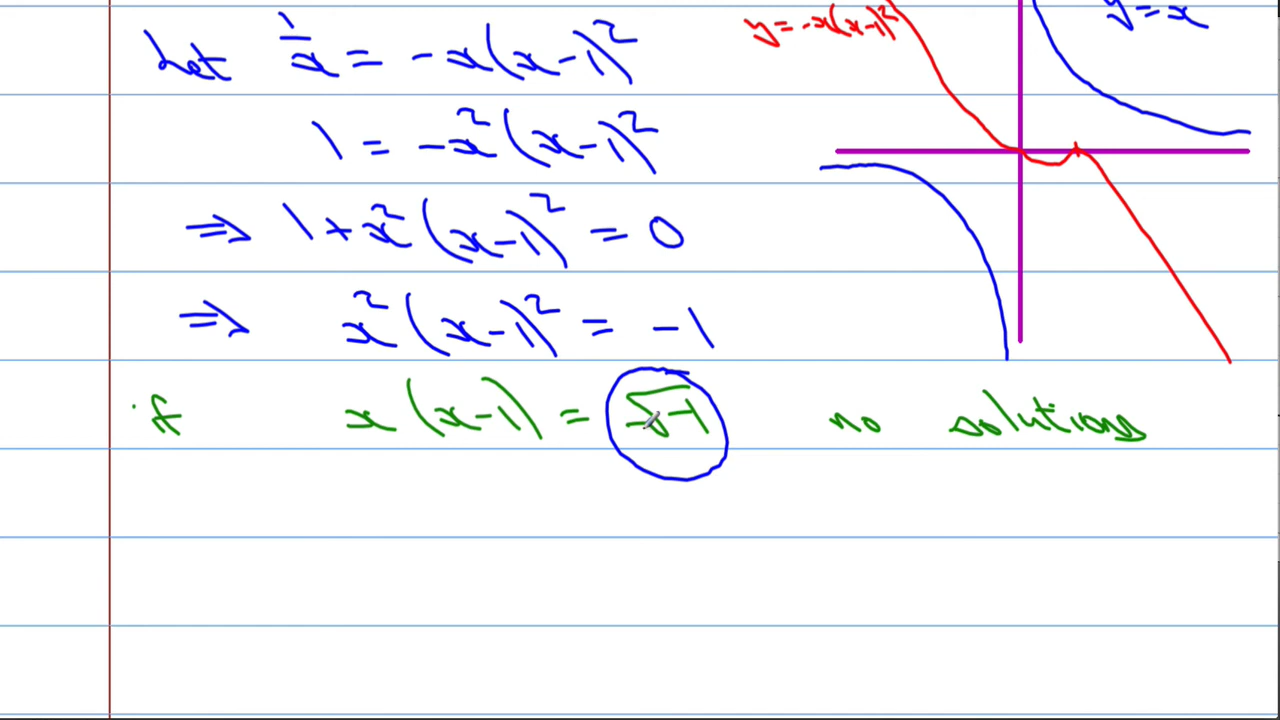 Let 1/x = -x(x-1)²
1 = -x²(x-1)²
⇒ 1 + x²(x-1)² = 0
⇒ x²(x-1)² = -1
if x(x-1) = √-1 no solutions
y = -x(x-1)²
y = x